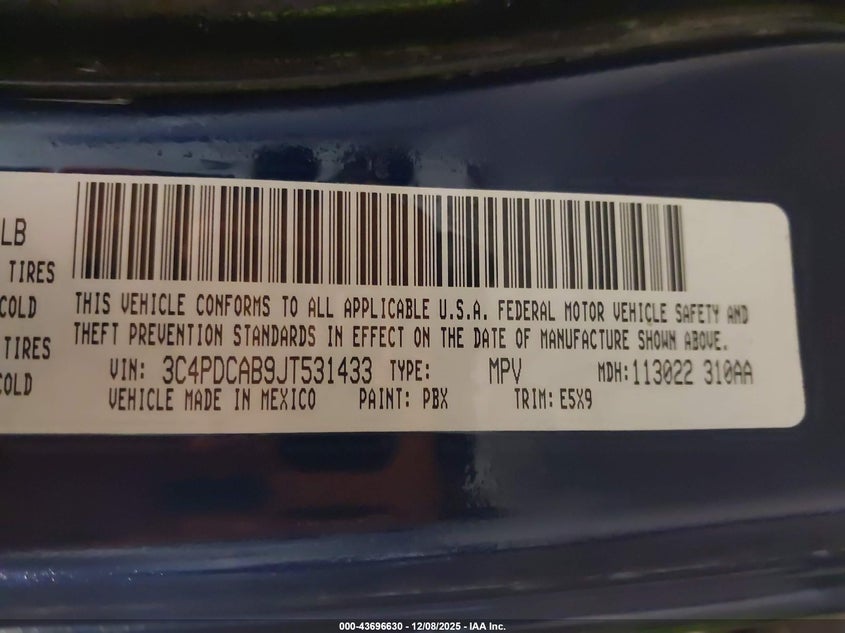 LB
TIRES
COLD
TIRES
COLD
THIS VEHICLE CONFORMS TO ALL APPLICABLE U.S.A. FEDERAL MOTOR VEHICLE SAFETY AND
THEFT PREVENTION STANDARDS IN EFFECT ON THE DATE OF MANUFACTURE SHOWN ABOVE.
VIN: 3C4PDCAB9JT531433 TYPE: MPV MDH:113022 310AA
VEHICLE MADE IN MEXICO PAINT: PBX TRIM: E5X9
000-43696630 - 12/08/2025 - IAA Inc.